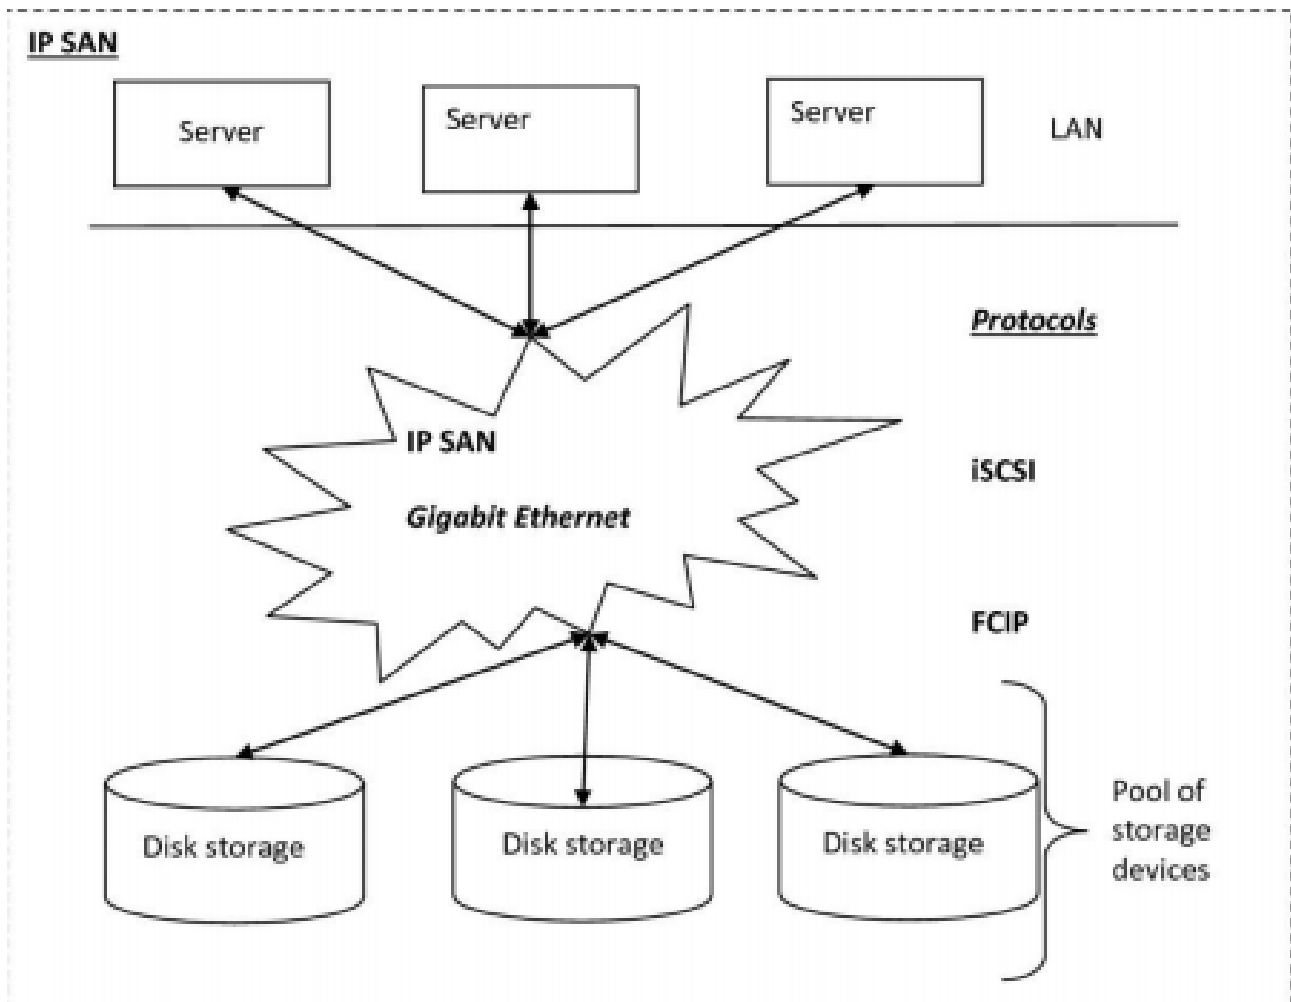 IP SAN
Server
Server
Server
LAN
Protocols
IP SAN
iSCSI
Gigabit Ethernet
FCIP
Disk storage
Disk storage
Disk storage
Pool of
storage
devices